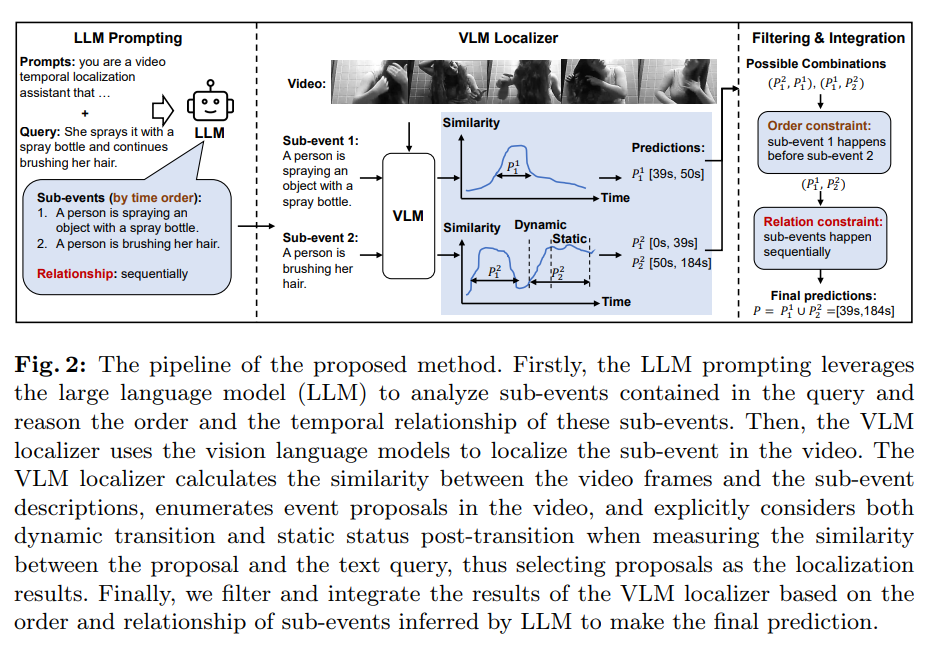 LLM Prompting
Prompts: you are a video
temporal localization
assistant that …
+
Query: She sprays it with a
spray bottle and continues
brushing her hair.
LLM
Sub-events (by time order):
1. A person is spraying an
object with a spray bottle.
2. A person is brushing her hair.
Relationship: sequentially
VLM Localizer
Video:
Sub-event 1:
A person is
spraying an
object with a
spray bottle.
Sub-event 2:
A person is
brushing her
hair.
VLM
Similarity
P₁¹
Time
Similarity
Dynamic
Static
P₁²
P₂²
Time
Predictions:
P₁¹ [39s, 50s]
P₁² [0s, 39s]
P₂² [50s, 184s]
Filtering & Integration
Possible Combinations
(P₁², P₁¹), (P₁¹, P₂²)
Order constraint:
sub-event 1 happens
before sub-event 2
(P₁¹, P₂²)
Relation constraint:
sub-events happen
sequentially
Final predictions:
P = P₁¹ ∪ P₂² =[39s,184s]
Fig. 2: The pipeline of the proposed method. Firstly, the LLM prompting leverages
the large language model (LLM) to analyze sub-events contained in the query and
reason the order and the temporal relationship of these sub-events. Then, the VLM
localizer uses the vision language models to localize the sub-event in the video. The
VLM localizer calculates the similarity between the video frames and the sub-event
descriptions, enumerates event proposals in the video, and explicitly considers both
dynamic transition and static status post-transition when measuring the similarity
between the proposal and the text query, thus selecting proposals as the localization
results. Finally, we filter and integrate the results of the VLM localizer based on the
order and relationship of sub-events inferred by LLM to make the final prediction.